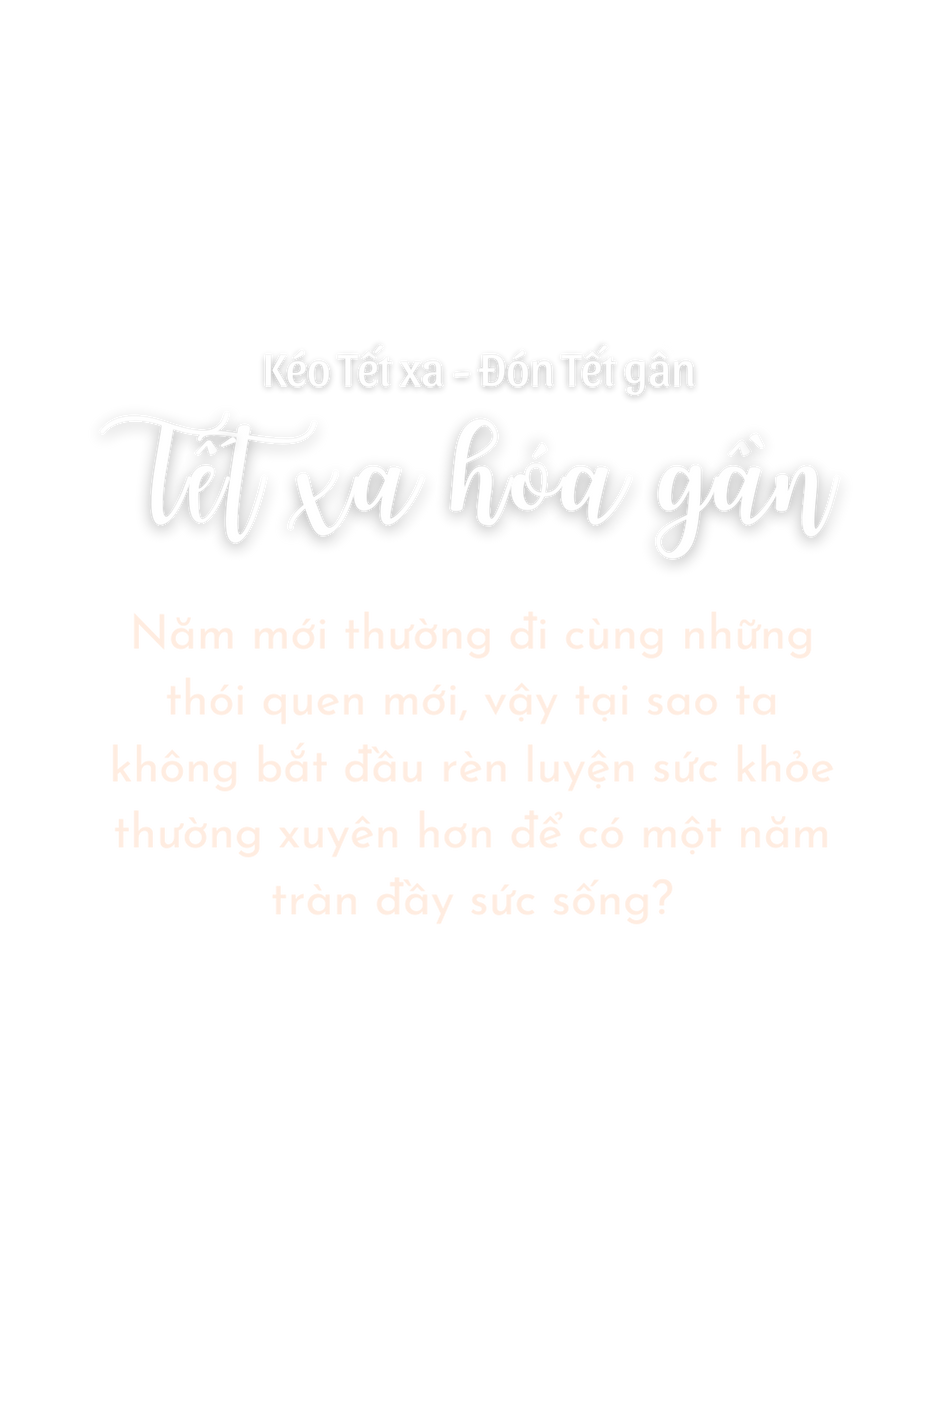 Kéo Tết xa - Đón Tết gần
Tết xa hóa gần
Năm mới thường đi cùng những
thói quen mới, vậy tại sao ta
không bắt đầu rèn luyện sức khỏe
thường xuyên hơn để có một năm
tràn đầy sức sống?